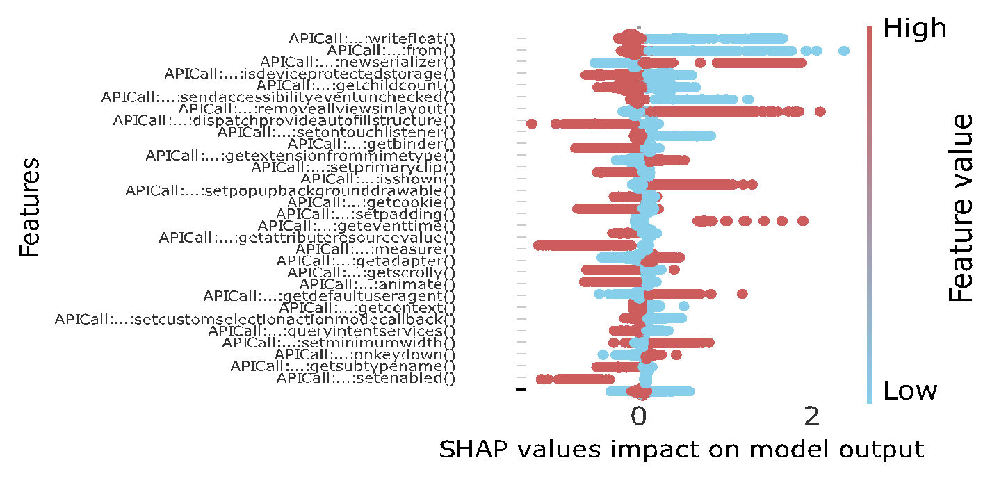 High
APICall:...:writefloat()
APICall:...:from()
APICall:...:newserializer()
APICall:...:isdeviceprotectedstorage()
APICall:...:getchildcount()
APICall:...:sendaccessibilityeventunchecked()
APICall:...:removeallviewsinlayout()
APICall:...:dispatchprovideautofillstructure()
APICall:...:setontouchlistener()
APICall:...:getbinder()
APICall:...:getextensionfrommimetype()
APICall:...:setprimaryclip()
APICall:...:isshown()
APICall:...:setpopupbackgrounddrawable()
APICall:...:getcookie()
APICall:...:setpadding()
APICall:...:geteventtime()
APICall:...:getattributeresourcevalue()
APICall:...:measure()
APICall:...:getadapter()
APICall:...:getscrolly()
APICall:...:animate()
APICall:...:getdefaultuseragent()
APICall:...:getcontext()
APICall:...:setcustomselectionactionmodecallback()
APICall:...:queryintentservices()
APICall:...:setminimumwidth()
APICall:...:onkeydown()
APICall:...:getsubtypename()
APICall:...:setenabled()
Features
Feature value
Low
0 2
SHAP values impact on model output